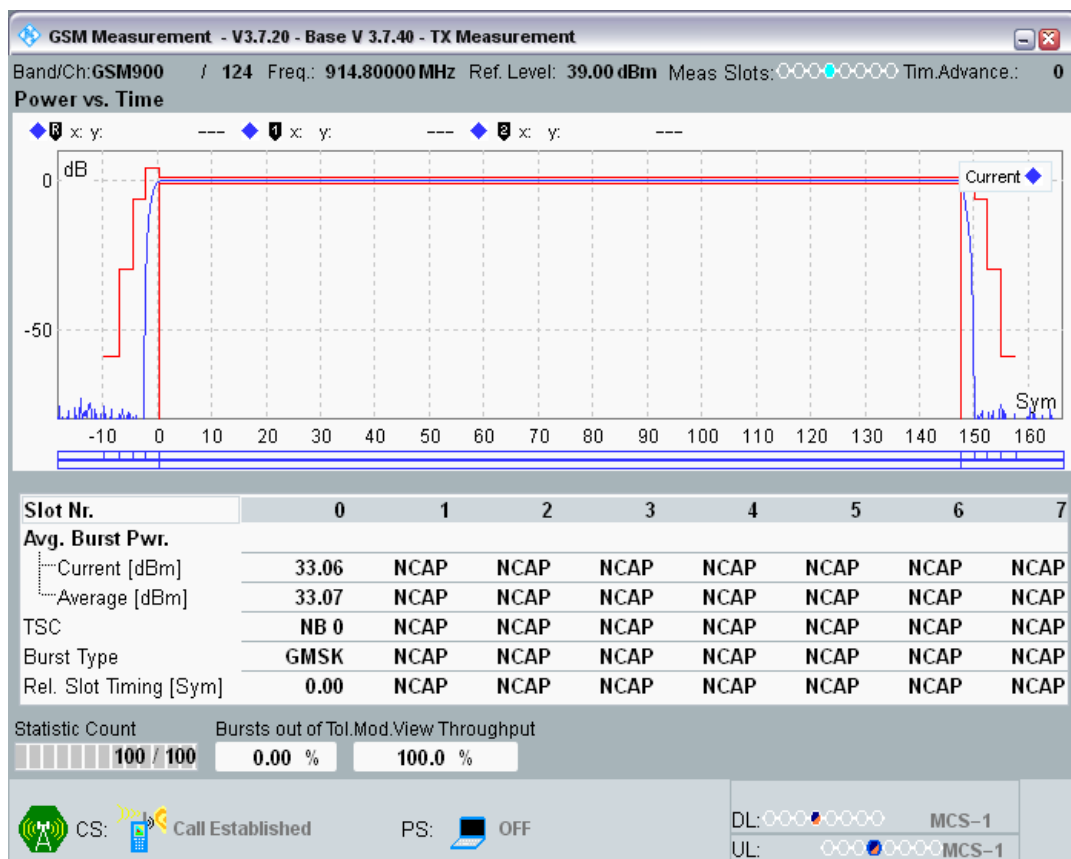 GSM Measurement - V3.7.20 - Base V 3.7.40 - TX Measurement
Band/Ch:GSM900 / 124 Freq.: 914.80000 MHz Ref. Level: 39.00 dBm Meas Slots: Tim.Advance.: 0
Power vs. Time
R x: y: --- 1 x: y: --- 2 x: y: ---
dB
Current
0
-50
Sym
-10 0 10 20 30 40 50 60 70 80 90 100 110 120 130 140 150 160
Slot Nr. 0 1 2 3 4 5 6 7
Avg. Burst Pwr.
Current [dBm] 33.06 NCAP NCAP NCAP NCAP NCAP NCAP NCAP
Average [dBm] 33.07 NCAP NCAP NCAP NCAP NCAP NCAP NCAP
TSC NB 0 NCAP NCAP NCAP NCAP NCAP NCAP NCAP
Burst Type GMSK NCAP NCAP NCAP NCAP NCAP NCAP NCAP
Rel. Slot Timing [Sym] 0.00 NCAP NCAP NCAP NCAP NCAP NCAP NCAP
Statistic Count Bursts out of Tol.Mod.View Throughput
100 / 100 0.00 % 100.0 %
CS: Call Established PS: OFF
DL: MCS-1
UL: MCS-1